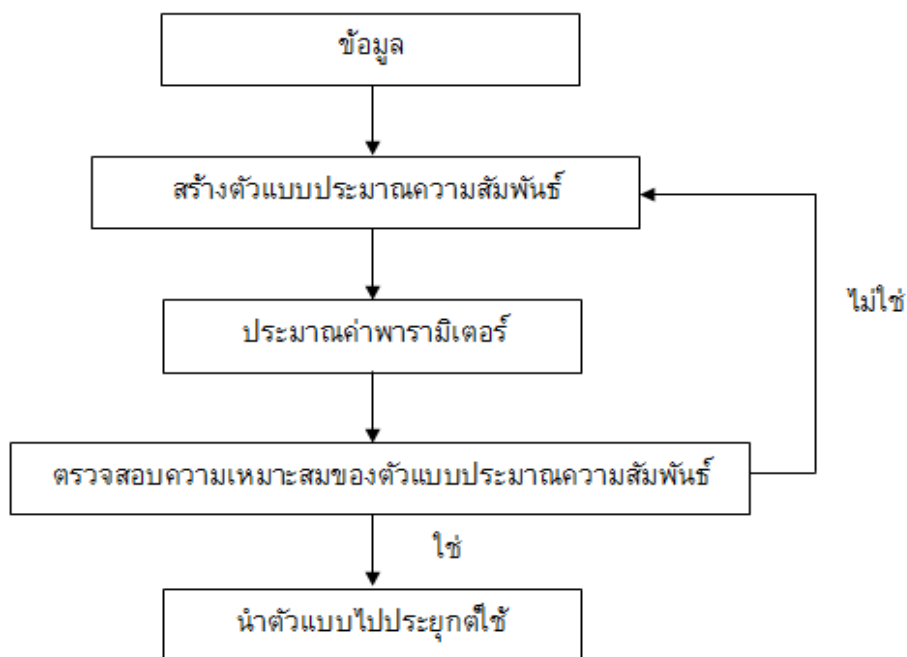 ข้อมูล
สร้างตัวแบบประมาณความสัมพันธ์
ไม่ใช่
ประมาณค่าพารามิเตอร์
ตรวจสอบความเหมาะสมของตัวแบบประมาณความสัมพันธ์
ใช่
นำตัวแบบไปประยุกต์ใช้